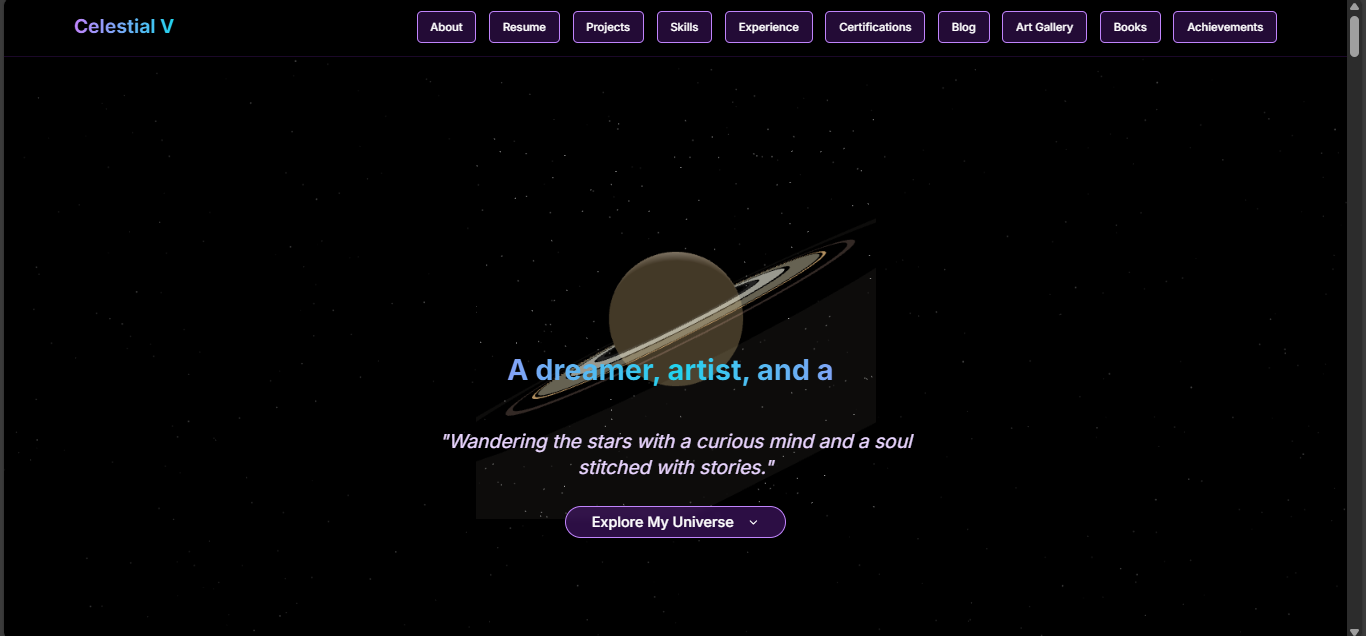 Celestial V
About
Resume
Projects
Skills
Experience
Certifications
Blog
Art Gallery
Books
Achievements
A dreamer, artist, and a
"Wandering the stars with a curious mind and a soul
stitched with stories."
Explore My Universe